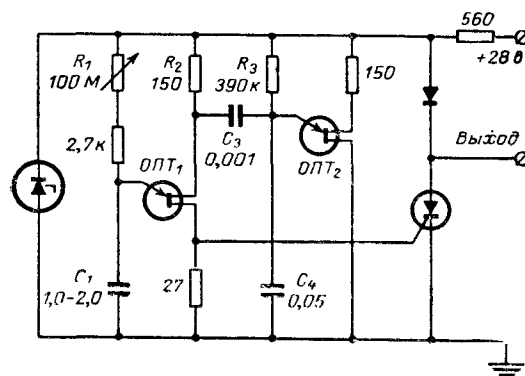 560
+28 в
R₁
100 М
R₂
150
R₃
390 к
150
2,7 к
C₃
0,001
Выход
ОПТ₁
ОПТ₂
C₁
1,0-2,0
27
C₄
0,05